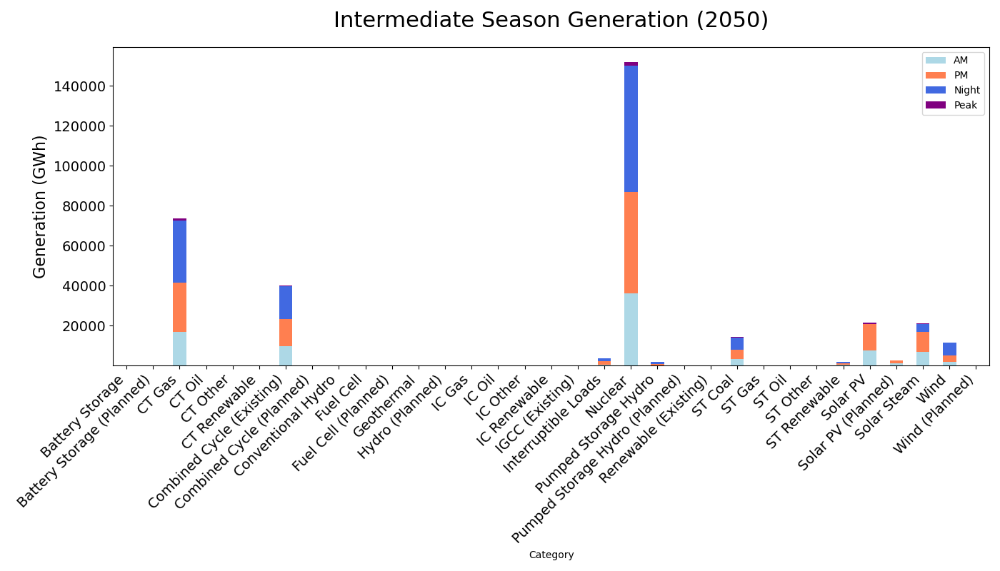 Intermediate Season Generation (2050)
AM
PM
Night
Peak
Generation (GWh)
140000
120000
100000
80000
60000
40000
20000
Battery Storage
Battery Storage (Planned)
CT Gas
CT Oil
CT Other
CT Renewable
Combined Cycle (Existing)
Combined Cycle (Planned)
Conventional Hydro
Fuel Cell
Fuel Cell (Planned)
Geothermal
Hydro (Planned)
IC Gas
IC Oil
IC Other
IC Renewable
IGCC (Existing)
Interruptible Loads
Nuclear
Pumped Storage Hydro
Pumped Storage Hydro (Planned)
Renewable (Existing)
ST Coal
ST Gas
ST Oil
ST Other
ST Renewable
Solar PV
Solar PV (Planned)
Solar Steam
Wind
Wind (Planned)
Category